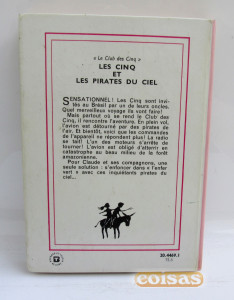 « Le Club des Cinq »
LES CINQ
ET
LES PIRATES DU CIEL
SENSATIONNEL! Les Cinq sont invi-
tés au Brésil par un de leurs oncles.
Quel merveilleux voyage ils vont faire!
Mais partout où se rend le Club des
Cinq, il rencontre l'aventure. En plein vol,
l'avion est détourné par des pirates de
l'air. Et bientôt, voici que les commandes
de l'appareil ne répondent plus! La radio
se tait! L'un des moteurs s'arrête de
tourner! L'avion est obligé d'atterrir en
catastrophe au beau milieu de la forêt
amazonienne.
Pour Claude et ses compagnons, une
seule solution : s'enfoncer dans « l'enfer
vert » avec ces inquiétants pirates du
ciel...
20.4469.1
coisas